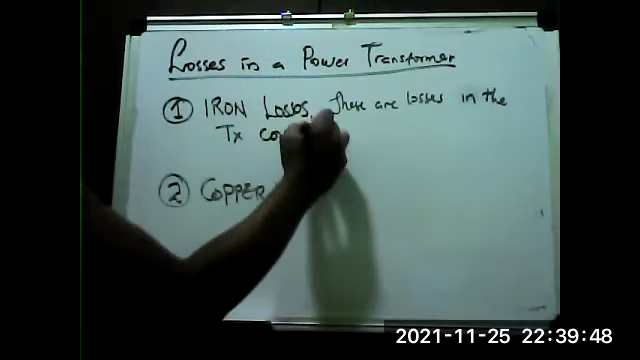 Losses in a Power Transformer
① IRON Losses. These are losses in the
Tx co
② COPPER
2021-11-25 22:39:48